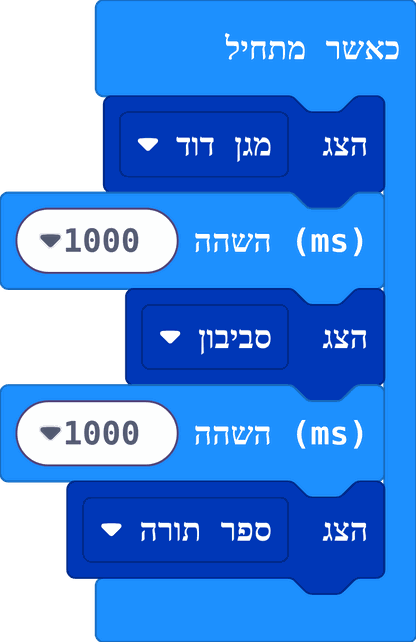 כאשר מתחיל
הצג מגן דוד
(ms) השהה 1000
הצג סביבון
(ms) השהה 1000
הצג ספר תורה